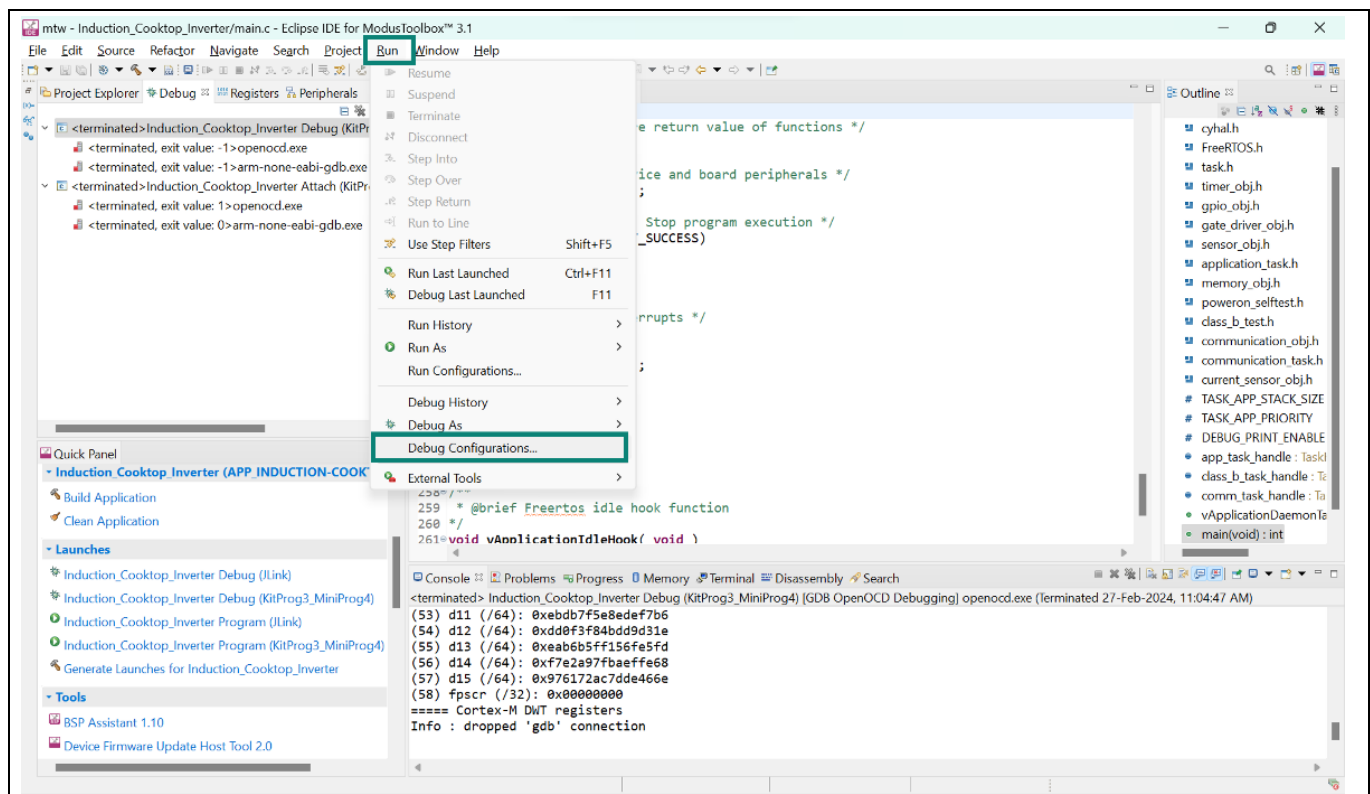 mtw - Induction_Cooktop_Inverter/main.c - Eclipse IDE for ModusToolbox™ 3.1
File Edit Source Refactor Navigate Search Project Run Window Help
Project Explorer Debug Registers Peripherals
<terminated>Induction_Cooktop_Inverter Debug (KitPr
<terminated, exit value: -1>openocd.exe
<terminated, exit value: -1>arm-none-eabi-gdb.exe
<terminated>Induction_Cooktop_Inverter Attach (KitPr
<terminated, exit value: 1>openocd.exe
<terminated, exit value: 0>arm-none-eabi-gdb.exe
Resume
Suspend
Terminate
Disconnect
Step Into
Step Over
Step Return
Run to Line
Use Step Filters Shift+F5
Run Last Launched Ctrl+F11
Debug Last Launched F11
Run History
Run As
Run Configurations...
Debug History
Debug As
Debug Configurations...
External Tools
e return value of functions */
ice and board peripherals */
;
Stop program execution */
_SUCCESS)
rrupts */
;
258 /**
259 * @brief Freertos idle hook function
260 */
261 void vApplicationIdleHook( void )
Outline
cyhal.h
FreeRTOS.h
task.h
timer_obj.h
gpio_obj.h
gate_driver_obj.h
sensor_obj.h
application_task.h
memory_obj.h
poweron_selftest.h
class_b_test.h
communication_obj.h
communication_task.h
current_sensor_obj.h
# TASK_APP_STACK_SIZE
# TASK_APP_PRIORITY
# DEBUG_PRINT_ENABLE
app_task_handle : TaskI
class_b_task_handle : Ta
comm_task_handle : Ta
vApplicationDaemonTa
main(void) : int
Quick Panel
Induction_Cooktop_Inverter (APP_INDUCTION-COOKT
Build Application
Clean Application
Launches
Induction_Cooktop_Inverter Debug (JLink)
Induction_Cooktop_Inverter Debug (KitProg3_MiniProg4)
Induction_Cooktop_Inverter Program (JLink)
Induction_Cooktop_Inverter Program (KitProg3_MiniProg4)
Generate Launches for Induction_Cooktop_Inverter
Tools
BSP Assistant 1.10
Device Firmware Update Host Tool 2.0
Console Problems Progress Memory Terminal Disassembly Search
<terminated> Induction_Cooktop_Inverter Debug (KitProg3_MiniProg4) [GDB OpenOCD Debugging] openocd.exe (Terminated 27-Feb-2024, 11:04:47 AM)
(53) d11 (/64): 0xebdb7f5e8edef7b6
(54) d12 (/64): 0xdd0f3f84bdd9d31e
(55) d13 (/64): 0xeab6b5ff156fe5fd
(56) d14 (/64): 0xf7e2a97fbaeffe68
(57) d15 (/64): 0x976172ac7dde466e
(58) fpscr (/32): 0x00000000
===== Cortex-M DWT registers
Info : dropped 'gdb' connection